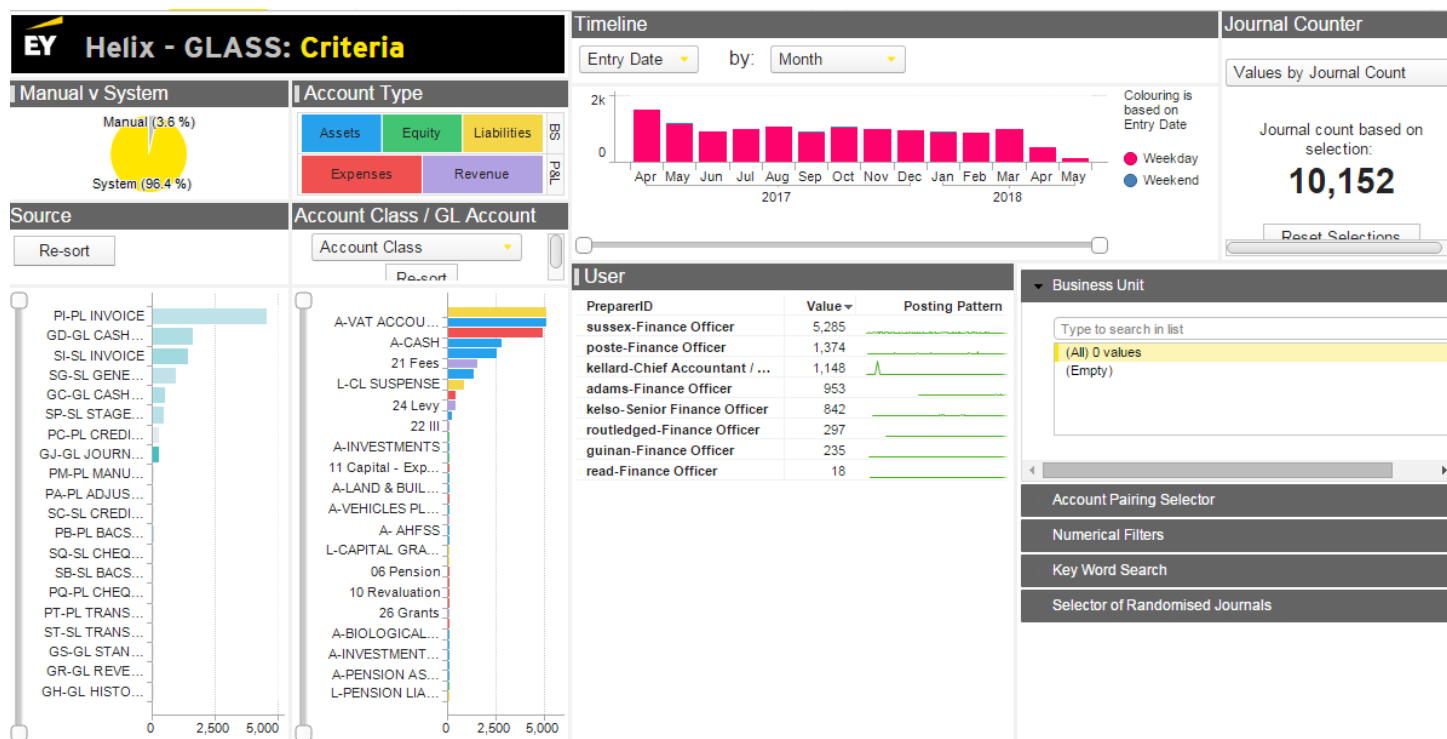 EY Helix - GLASS: Criteria
Manual v System
Manual (3.6 %)
System (96.4 %)
Account Type
Assets Equity Liabilities BS
Expenses Revenue P&L
Source
Re-sort
Account Class / GL Account
Account Class
Re-sort
PI-PL INVOICE
GD-GL CASH...
SI-SL INVOICE
SG-SL GENE...
GC-GL CASH...
SP-SL STAGE...
PC-PL CREDI...
GJ-GL JOURN...
PM-PL MANU...
PA-PL ADJUS...
SC-SL CREDI...
PB-PL BACS...
SQ-SL CHEQ...
SB-SL BACS...
PQ-PL CHEQ...
PT-PL TRANS...
ST-SL TRANS...
GS-GL STAN...
GR-GL REVE...
GH-GL HISTO...
0 2,500 5,000
A-VAT ACCOU...
A-CASH
21 Fees
L-CL SUSPENSE
24 Levy
22 III
A-INVESTMENTS
11 Capital - Exp...
A-LAND & BUIL...
A-VEHICLES PL...
A- AHFSS
L-CAPITAL GRA...
06 Pension
10 Revaluation
26 Grants
A-BIOLOGICAL...
A-INVESTMENT...
A-PENSION AS...
L-PENSION LIA...
0 2,500 5,000
Timeline
Entry Date by: Month
2k
0
Apr May Jun Jul Aug Sep Oct Nov Dec Jan Feb Mar Apr May
2017 2018
Colouring is
based on
Entry Date
Weekday
Weekend
Journal Counter
Values by Journal Count
Journal count based on
selection:
10,152
Reset Selections
User
PreparerID Value Posting Pattern
sussex-Finance Officer 5,285
poste-Finance Officer 1,374
kellard-Chief Accountant / ... 1,148
adams-Finance Officer 953
kelso-Senior Finance Officer 842
routledged-Finance Officer 297
guinan-Finance Officer 235
read-Finance Officer 18
Business Unit
Type to search in list
(All) 0 values
(Empty)
Account Pairing Selector
Numerical Filters
Key Word Search
Selector of Randomised Journals